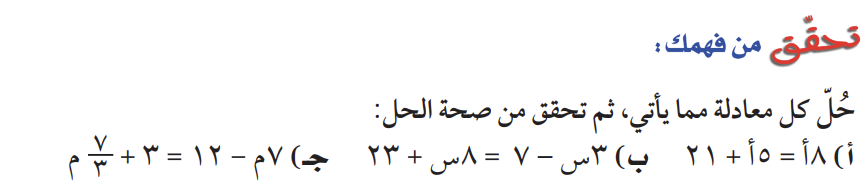 تحقّق من فهمك :
حُلّ كل معادلة مما يأتي، ثم تحقق من صحة الحل:
أ) ٨أ = ٥أ + ٢١ ب) ٣س − ٧ = ٨س + ٢٣ جـ) ٧م − ١٢ = ٣ + ٧/٣ م